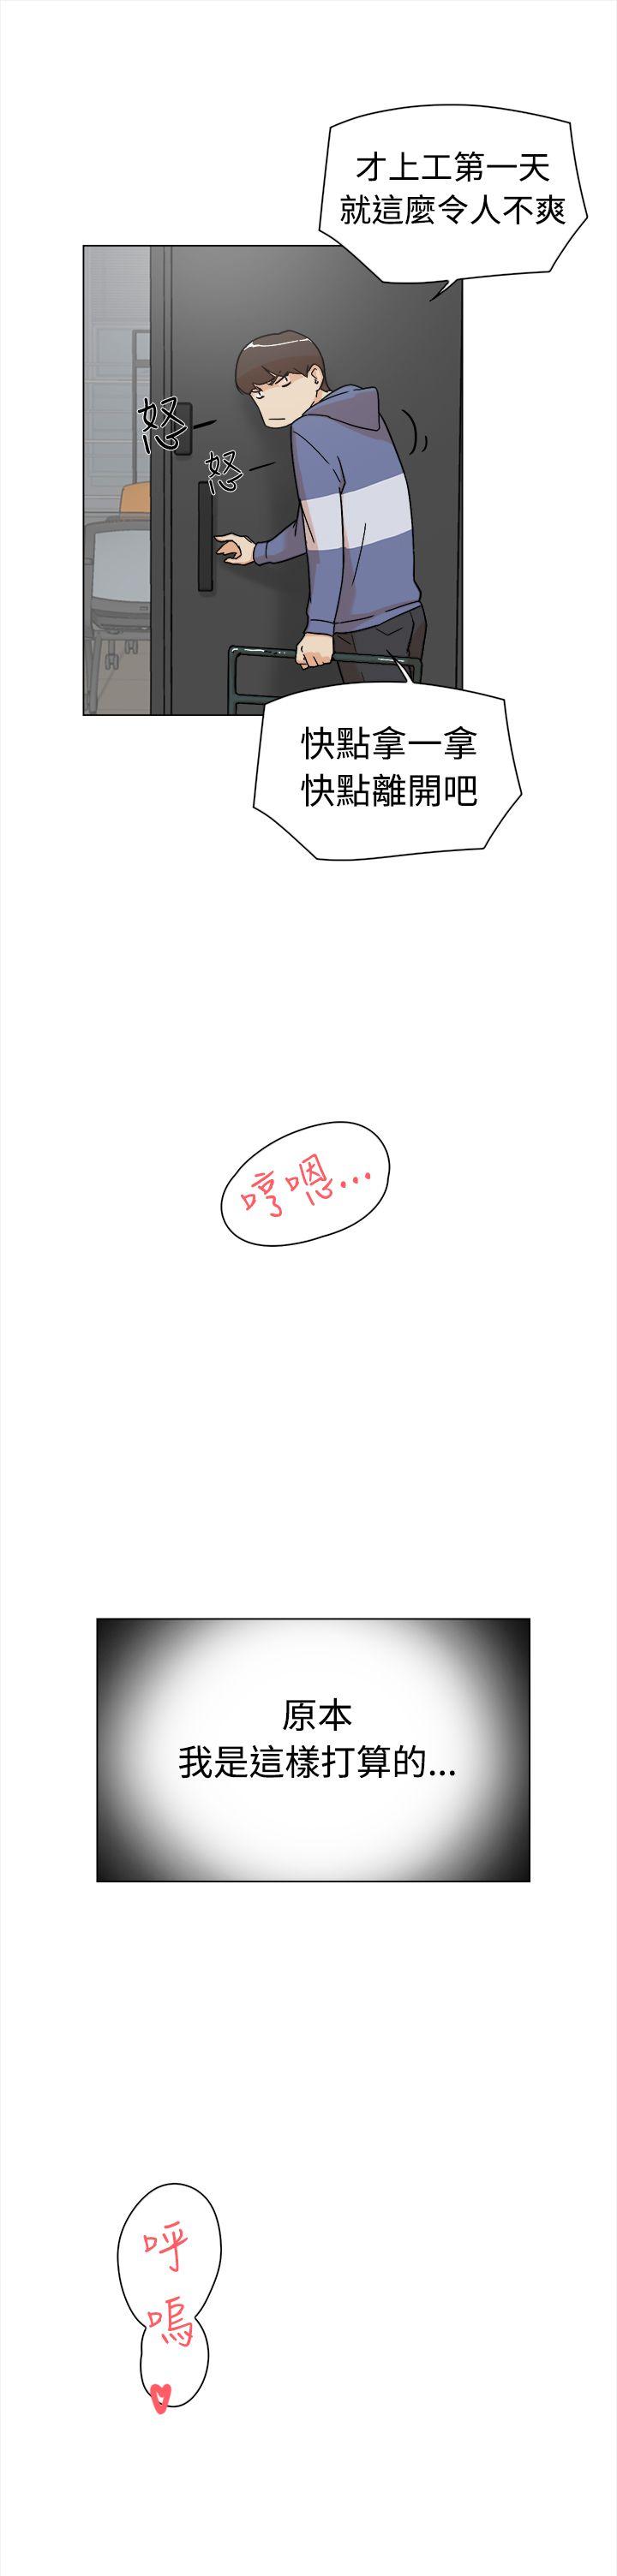 才上工第一天
就這麼令人不爽
怒
怒
快點拿一拿
快點離開吧
哼嗯...
原本
我是這樣打算的...
呼
嗚
♥